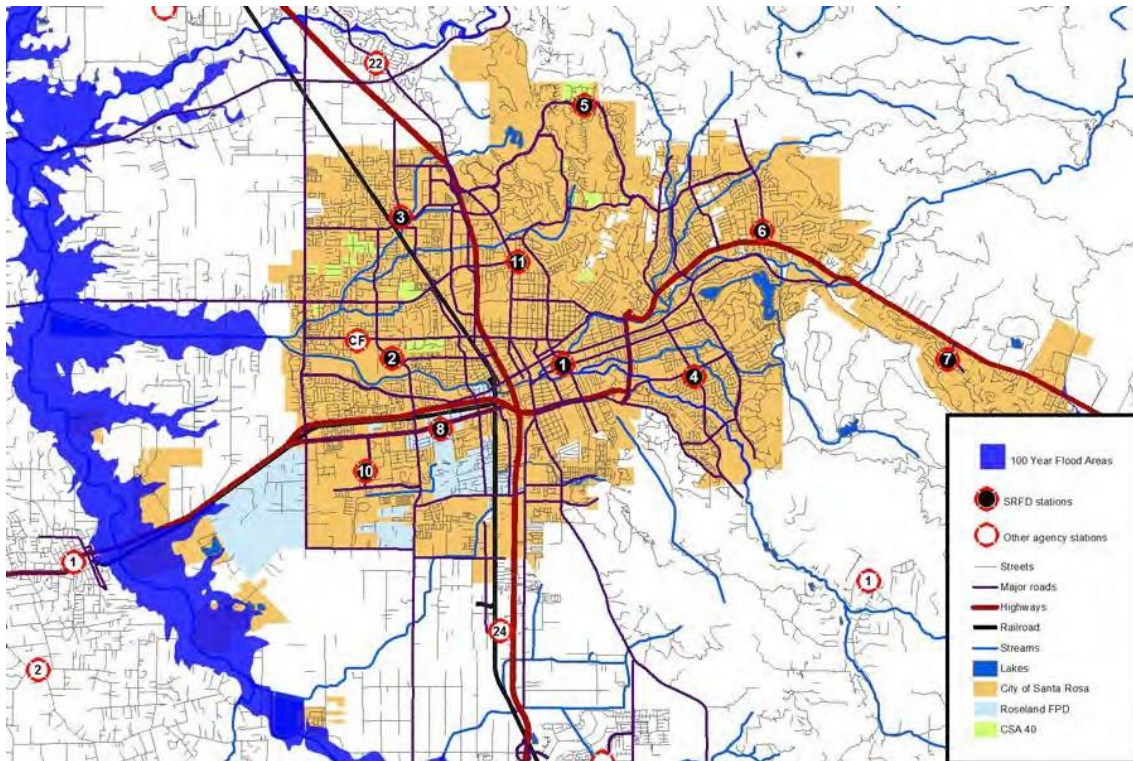 22
5
3
6
11
CF
2
1
7
4
8
10
1
1
24
2
100 Year Flood Areas
SRFD stations
Other agency stations
Streets
Major roads
Highways
Railroad
Streams
Lakes
City of Santa Rosa
Roseland FPD
CSA 40